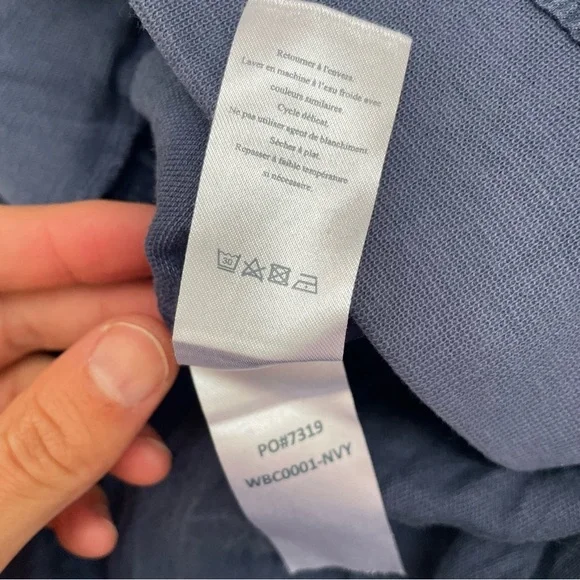 Retourner à l'envers.
Laver en machine à l'eau froide avec
couleurs similaires.
Cycle délicat.
Ne pas utiliser agent de blanchiment.
Sécher à plat.
Repasser à faible température
si nécessaire.
30
PO#7319
WBC0001-NVY